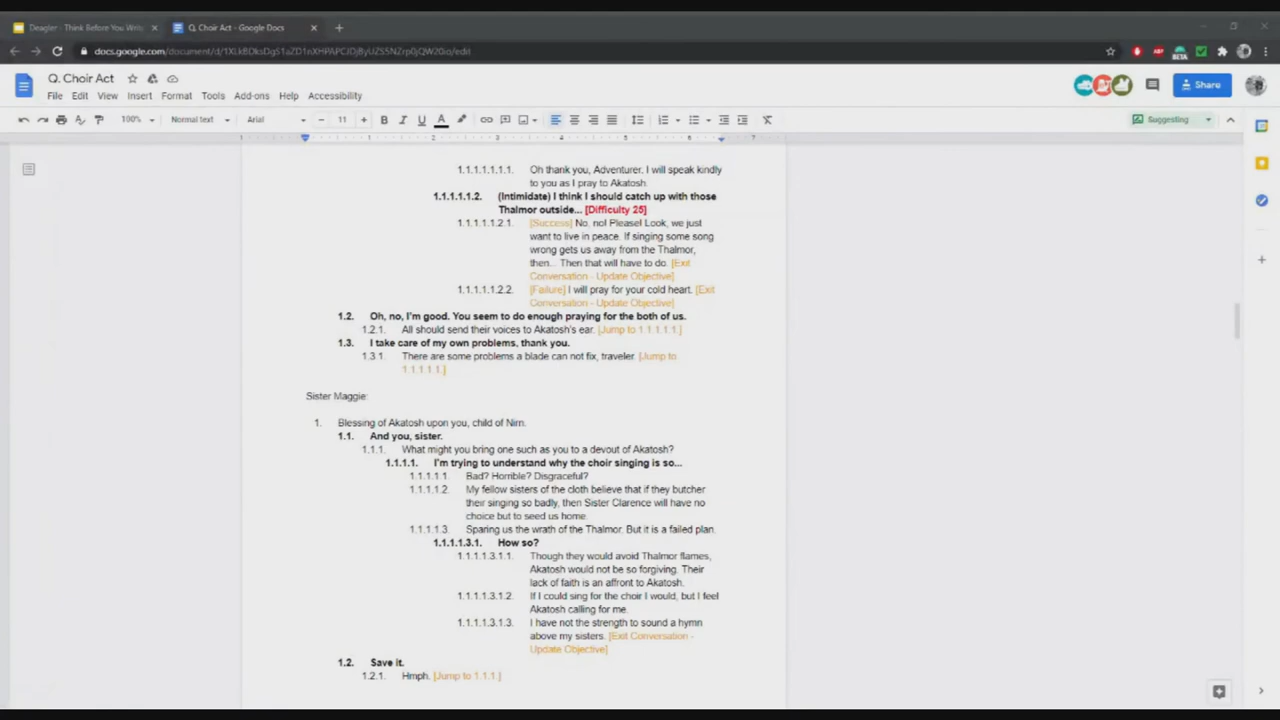 Deagler : Think Before You Write
Q. Choir Act - Google Docs
Q. Choir Act
File Edit View Insert Format Tools Add-ons Help Accessibility
Share
100% Normal text Arial 11 Suggesting
1.1.1.1.1.1.1. Oh thank you, Adventurer. I will speak kindly
to you as I pray to Akatosh.
1.1.1.1.1.2. (Intimidate) I think I should catch up with those
Thalmor outside... [Difficulty 25]
1.1.1.1.1.2.1. [Success] No, no! Please! Look, we just
want to live in peace. If singing some song
wrong gets us away from the Thalmor,
then... Then that will have to do. [Exit
Conversation - Update Objective]
1.1.1.1.1.2.2. [Failure] I will pray for your cold heart. [Exit
Conversation - Update Objective]
1.2. Oh, no, I'm good. You seem to do enough praying for the both of us.
1.2.1. All should send their voices to Akatosh's ear. [Jump to 1.1.1.1.1.]
1.3. I take care of my own problems, thank you.
1.3.1. There are some problems a blade can not fix, traveler. [Jump to
1.1.1.1.1.]
Sister Maggie:
1. Blessing of Akatosh upon you, child of Nirn.
1.1. And you, sister.
1.1.1. What might you bring one such as you to a devout of Akatosh?
1.1.1.1. I'm trying to understand why the choir singing is so...
1.1.1.1.1. Bad? Horrible? Disgraceful?
1.1.1.1.2. My fellow sisters of the cloth believe that if they butcher
their singing so badly, then Sister Clarence will have no
choice but to seed us home.
1.1.1.1.3. Sparing us the wrath of the Thalmor. But it is a failed plan.
1.1.1.1.3.1. How so?
1.1.1.1.3.1.1. Though they would avoid Thalmor flames,
Akatosh would not be so forgiving. Their
lack of faith is an affront to Akatosh.
1.1.1.1.3.1.2. If I could sing for the choir I would, but I feel
Akatosh calling for me.
1.1.1.1.3.1.3. I have not the strength to sound a hymn
above my sisters. [Exit Conversation -
Update Objective]
1.2. Save it.
1.2.1. Hmph. [Jump to 1.1.1.]